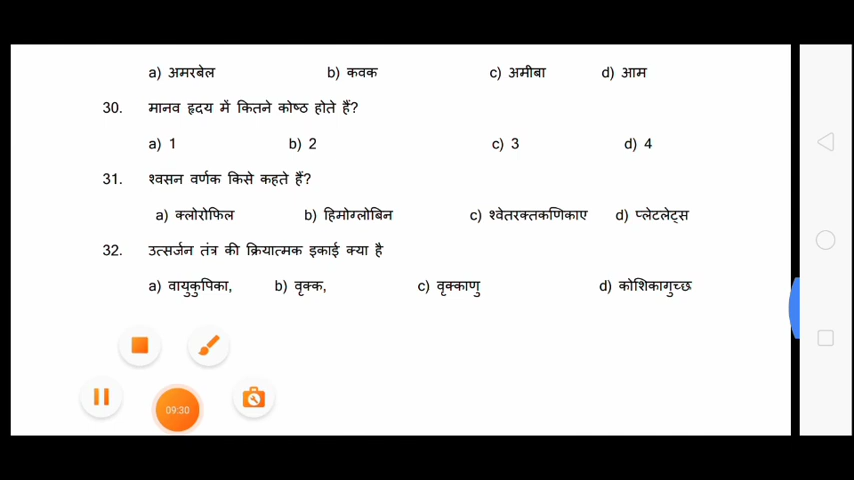 a) अमरबेल b) कवक c) अमीबा d) आम
30. मानव हृदय में कितने कोष्ठ होते हैं?
a) 1 b) 2 c) 3 d) 4
31. श्वसन वर्णक किसे कहते हैं?
a) क्लोरोफिल b) हिमोग्लोबिन c) श्वेतरक्तकणिकाए d) प्लेटलेट्स
32. उत्सर्जन तंत्र की क्रियात्मक इकाई क्या है
a) वायुकुपिका, b) वृक्क, c) वृक्काणु d) कोशिकागुच्छ
09:30